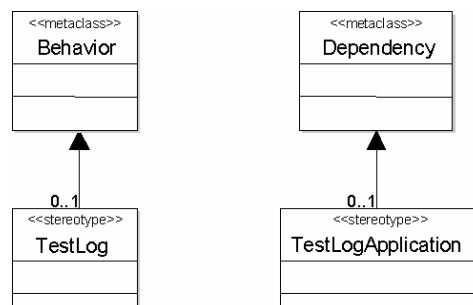 <<metaclass>> <<metaclass>>
Behavior Dependency
0..1 0..1
<<stereotype>> <<stereotype>>
TestLog TestLogApplication